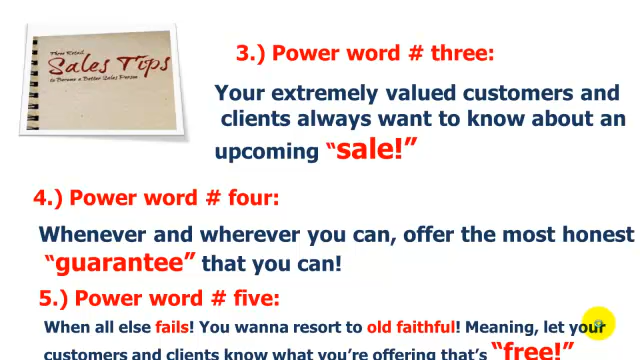 These Retail
Sales Tips
to Become a Better Sales Person
3.) Power word # three:
Your extremely valued customers and
clients always want to know about an
upcoming “sale!”
4.) Power word # four:
Whenever and wherever you can, offer the most honest
“guarantee” that you can!
5.) Power word # five:
When all else fails! You wanna resort to old faithful! Meaning, let your
customers and clients know what you’re offering that’s “free!”